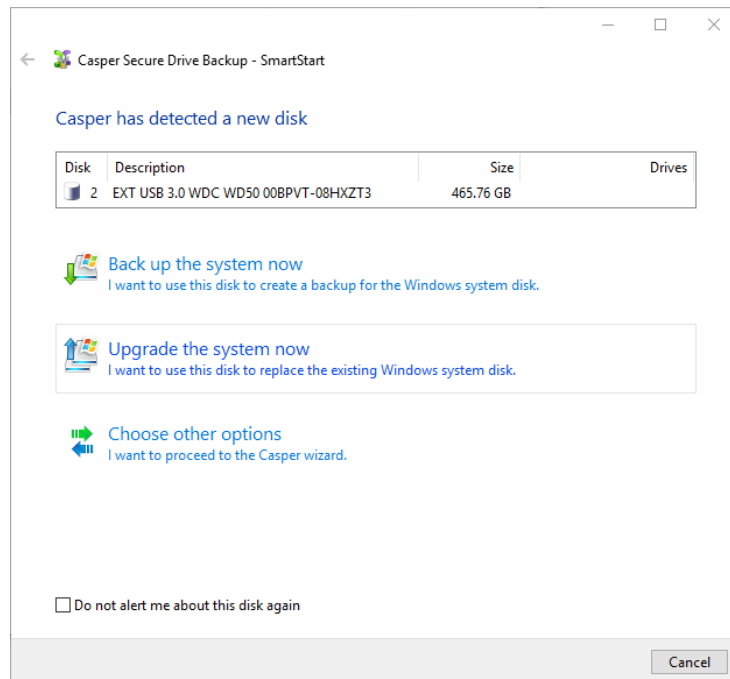 Casper Secure Drive Backup - SmartStart
Casper has detected a new disk
Disk Description Size Drives
2 EXT USB 3.0 WDC WD50 00BPVT-08HXZT3 465.76 GB
Back up the system now
I want to use this disk to create a backup for the Windows system disk.
Upgrade the system now
I want to use this disk to replace the existing Windows system disk.
Choose other options
I want to proceed to the Casper wizard.
Do not alert me about this disk again
Cancel